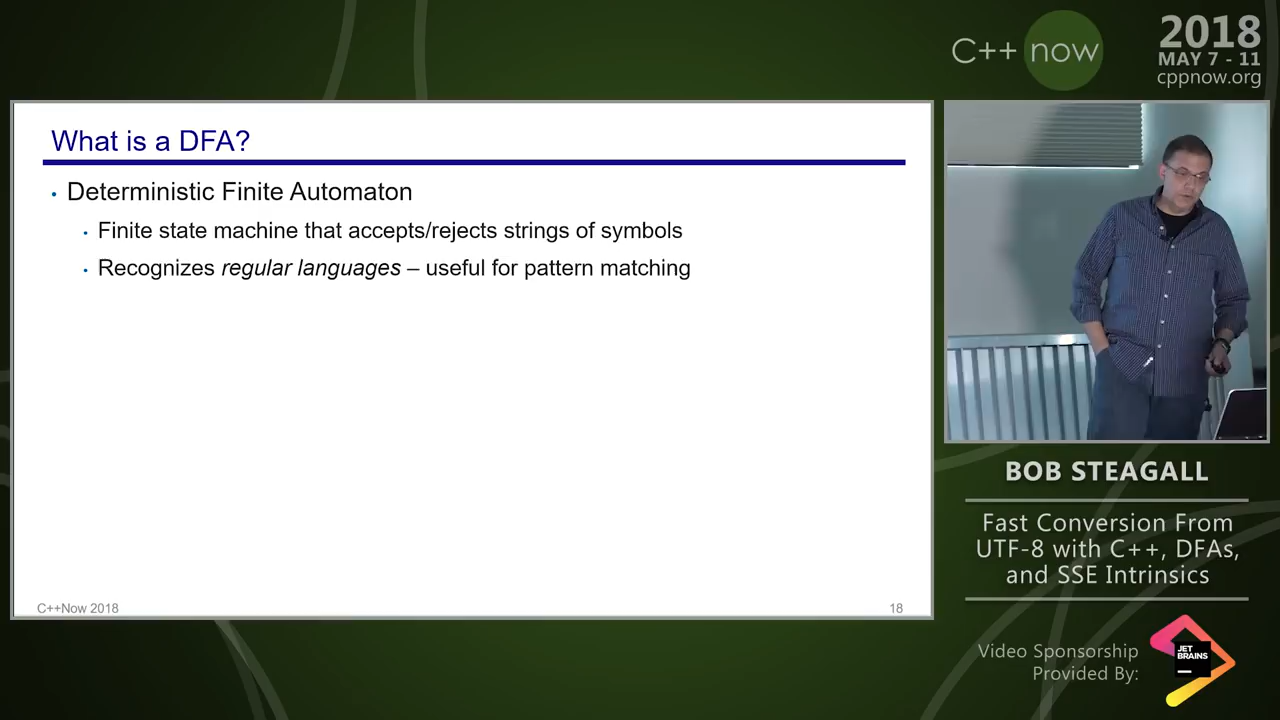 C++ now
2018
MAY 7 - 11
cppnow.org
What is a DFA?
• Deterministic Finite Automaton
• Finite state machine that accepts/rejects strings of symbols
• Recognizes regular languages – useful for pattern matching
C++Now 2018
18
BOB STEAGALL
Fast Conversion From
UTF-8 with C++, DFAs,
and SSE Intrinsics
Video Sponsorship
Provided By:
JET
BRAINS